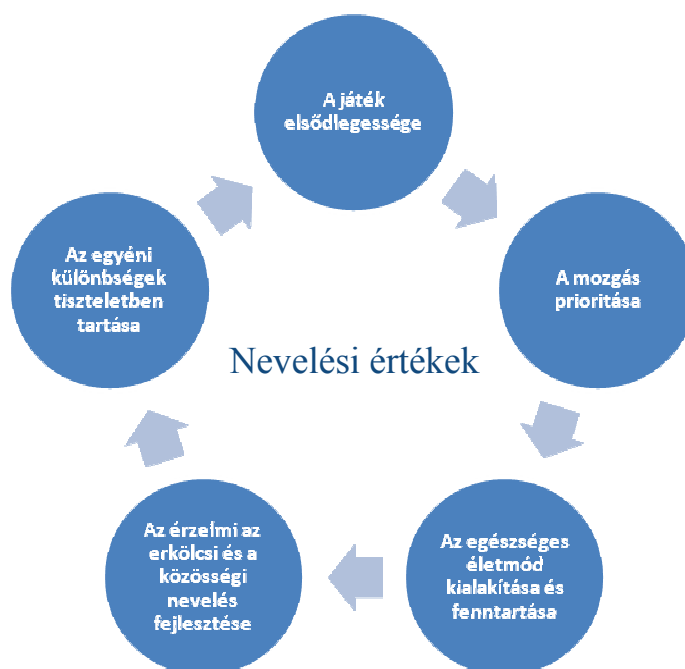 A játék
elsődlegessége
A mozgás
prioritása
Az egészséges
életmód
kialakítása és
fenntartása
Az érzelmi az
erkölcsi és a
közösségi
nevelés
fejlesztése
Az egyéni
különbségek
tiszteletben
tartása
Nevelési értékek